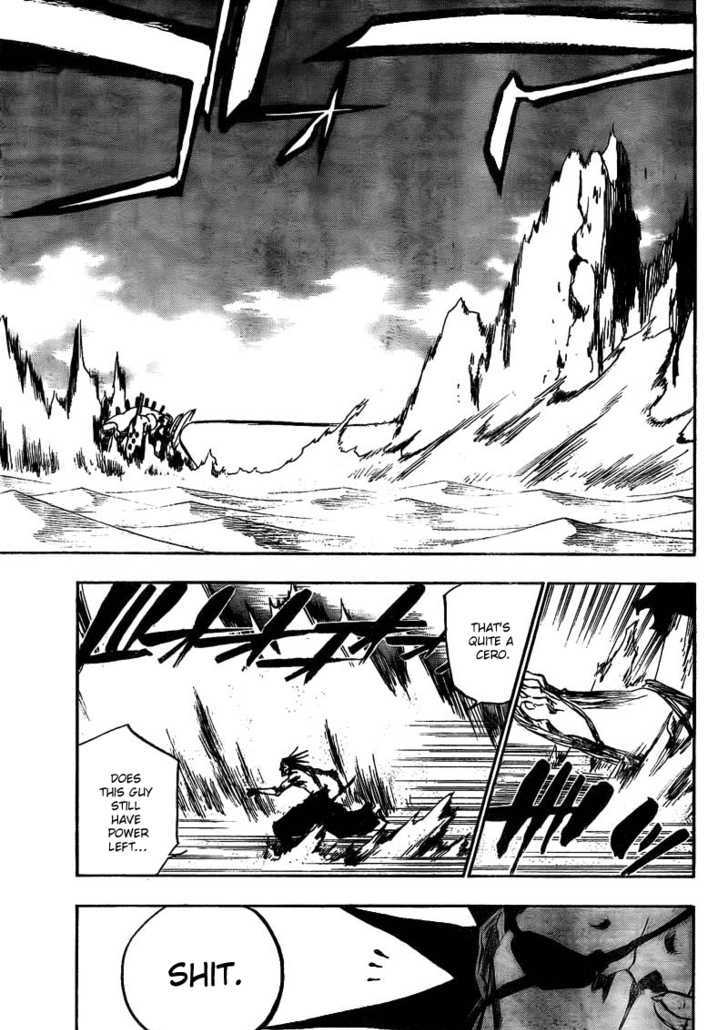 THAT'S
QUITE A
CERO.
DOES
THIS GUY
STILL
HAVE
POWER
LEFT...
SHIT.